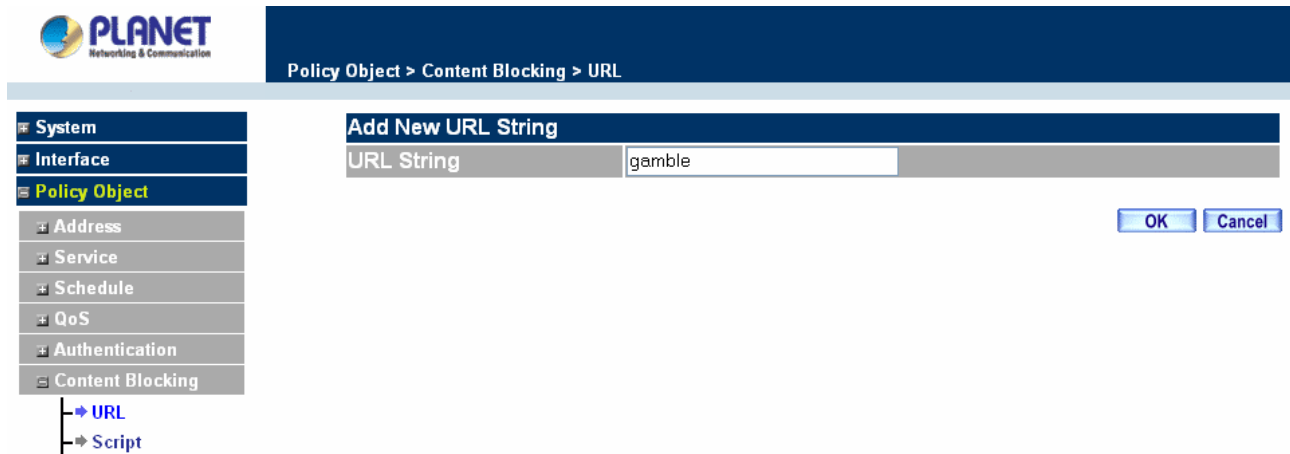 PLANET
Networking & Communication
Policy Object > Content Blocking > URL
System
Interface
Policy Object
Address
Service
Schedule
QoS
Authentication
Content Blocking
URL
Script
Add New URL String
URL String gamble
OK Cancel